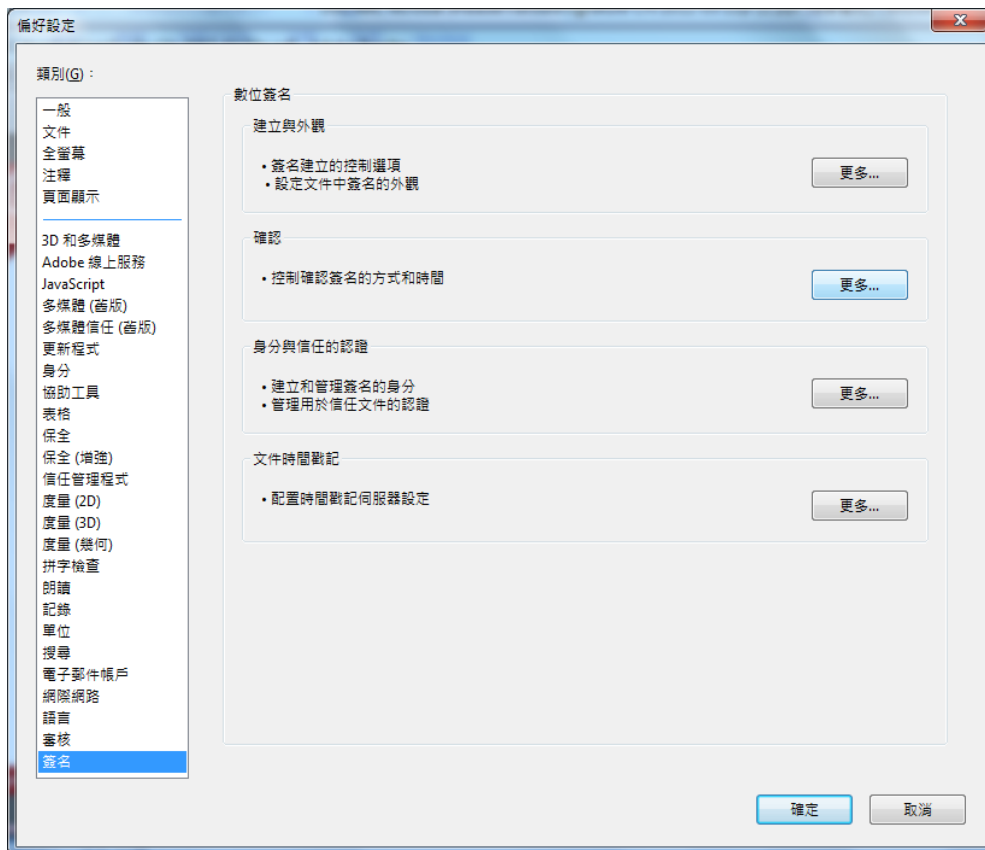 偏好設定
類別(G)：
一般
文件
全螢幕
注釋
頁面顯示
3D 和多媒體
Adobe 線上服務
JavaScript
多媒體 (舊版)
多媒體信任 (舊版)
更新程式
身分
協助工具
表格
保全
保全 (增強)
信任管理程式
度量 (2D)
度量 (3D)
度量 (幾何)
拼字檢查
朗讀
記錄
單位
搜尋
電子郵件帳戶
網際網路
語言
審核
簽名
數位簽名
建立與外觀
• 簽名建立的控制選項
• 設定文件中簽名的外觀
更多...
確認
• 控制確認簽名的方式和時間
更多...
身分與信任的認證
• 建立和管理簽名的身分
• 管理用於信任文件的認證
更多...
文件時間戳記
• 配置時間戳記伺服器設定
更多...
確定
取消